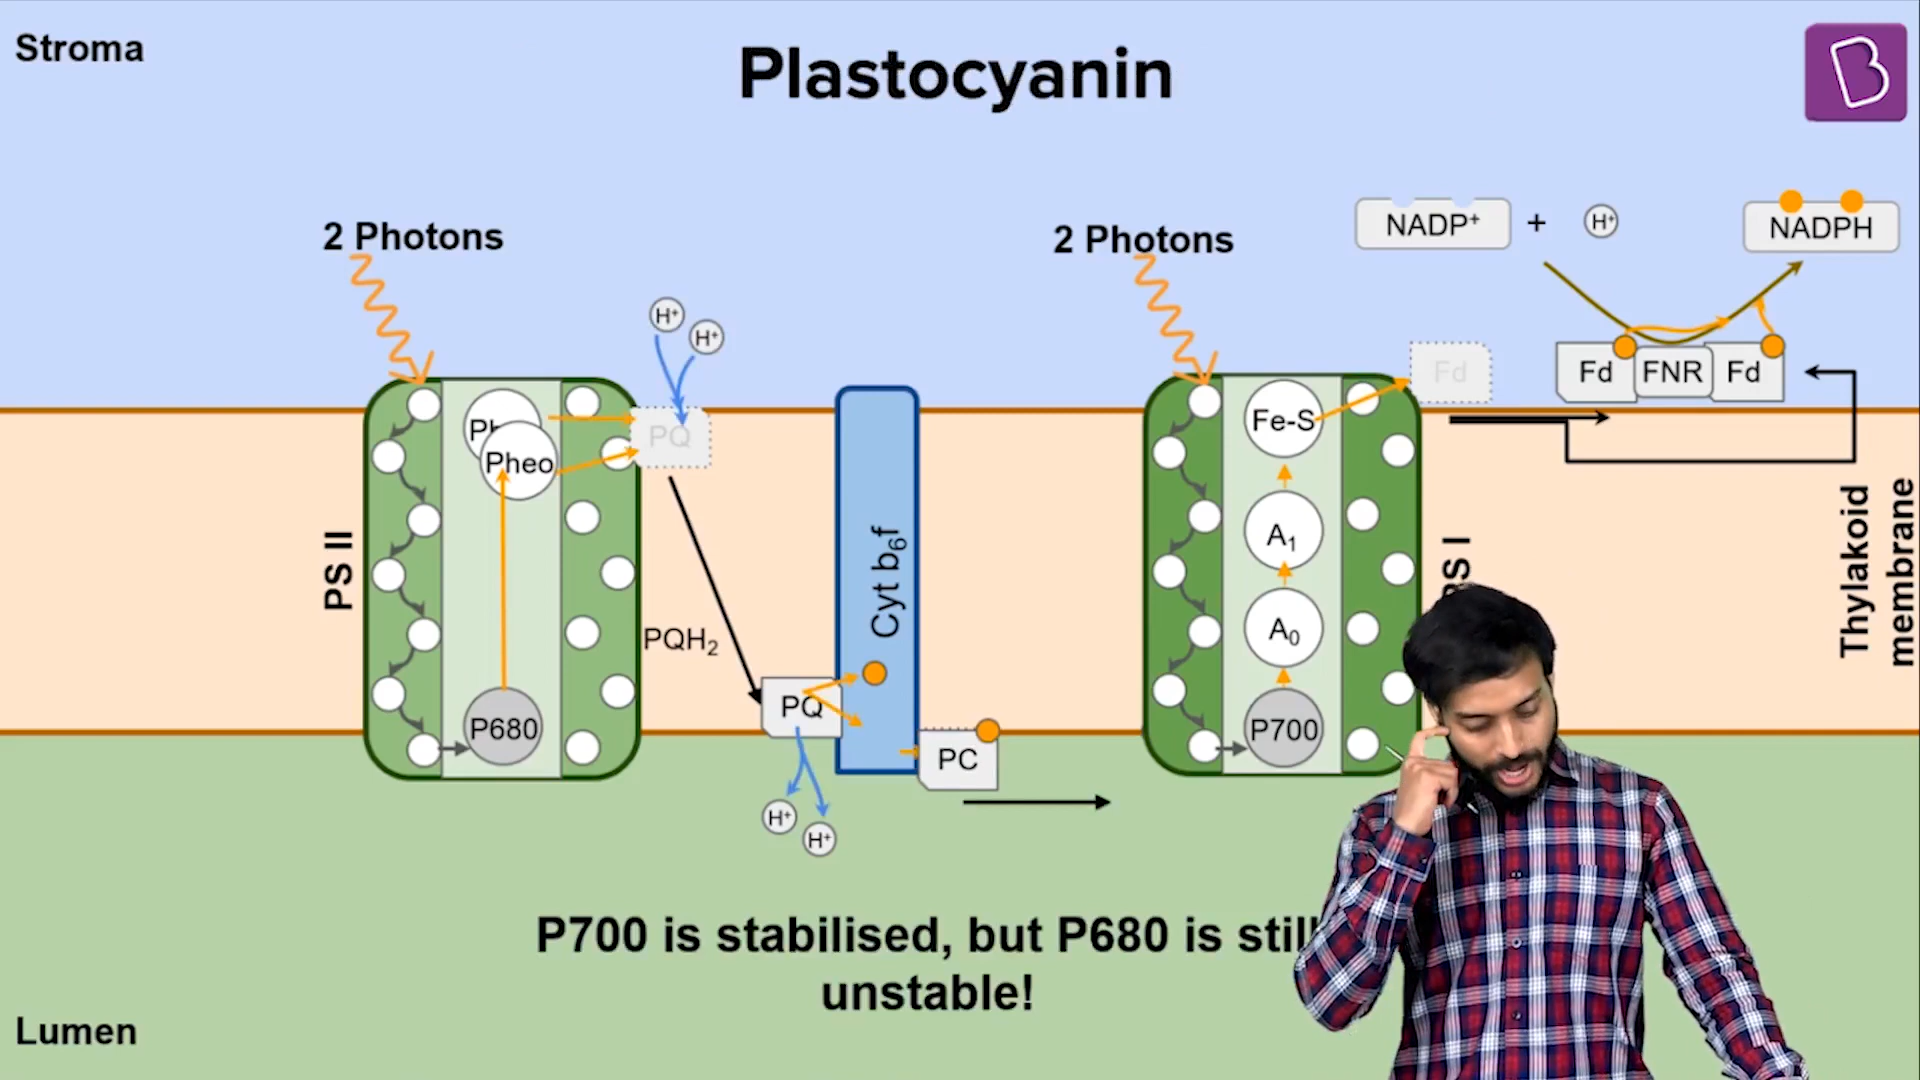 Stroma
Plastocyanin
2 Photons
2 Photons
NADP⁺ + H⁺
NADPH
H⁺
H⁺
Fd
Fd FNR Fd
PQ
Pheo
Fe-S
A₁
A₀
PS II
Cyt b₆f
PS I
Thylakoid
membrane
PQH₂
P680
PQ
PC
P700
H⁺
H⁺
P700 is stabilised, but P680 is still
unstable!
Lumen